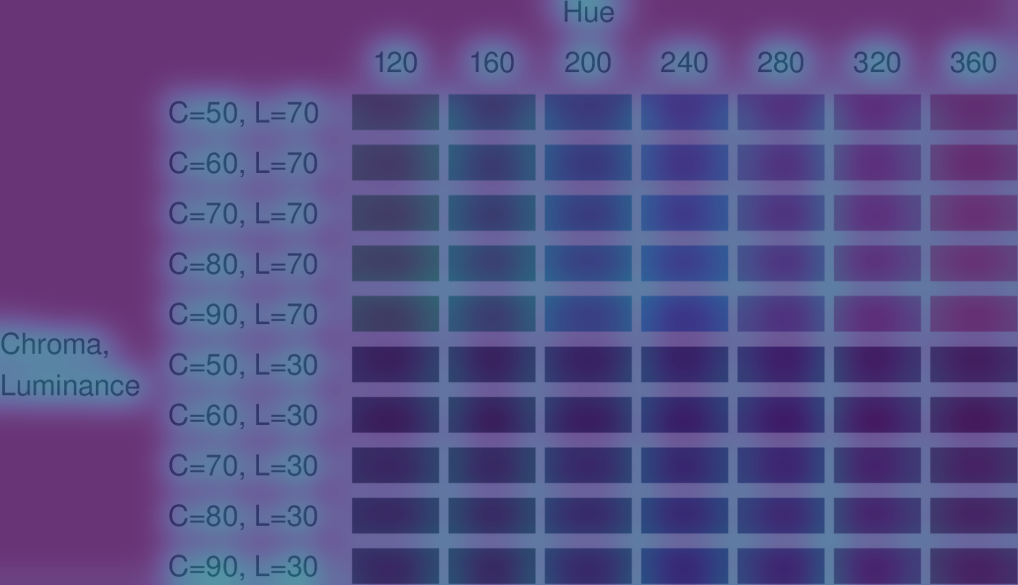 Hue
120 160 200 240 280 320 360
C=50, L=70
C=60, L=70
C=70, L=70
C=80, L=70
C=90, L=70
Chroma,
Luminance
C=50, L=30
C=60, L=30
C=70, L=30
C=80, L=30
C=90, L=30